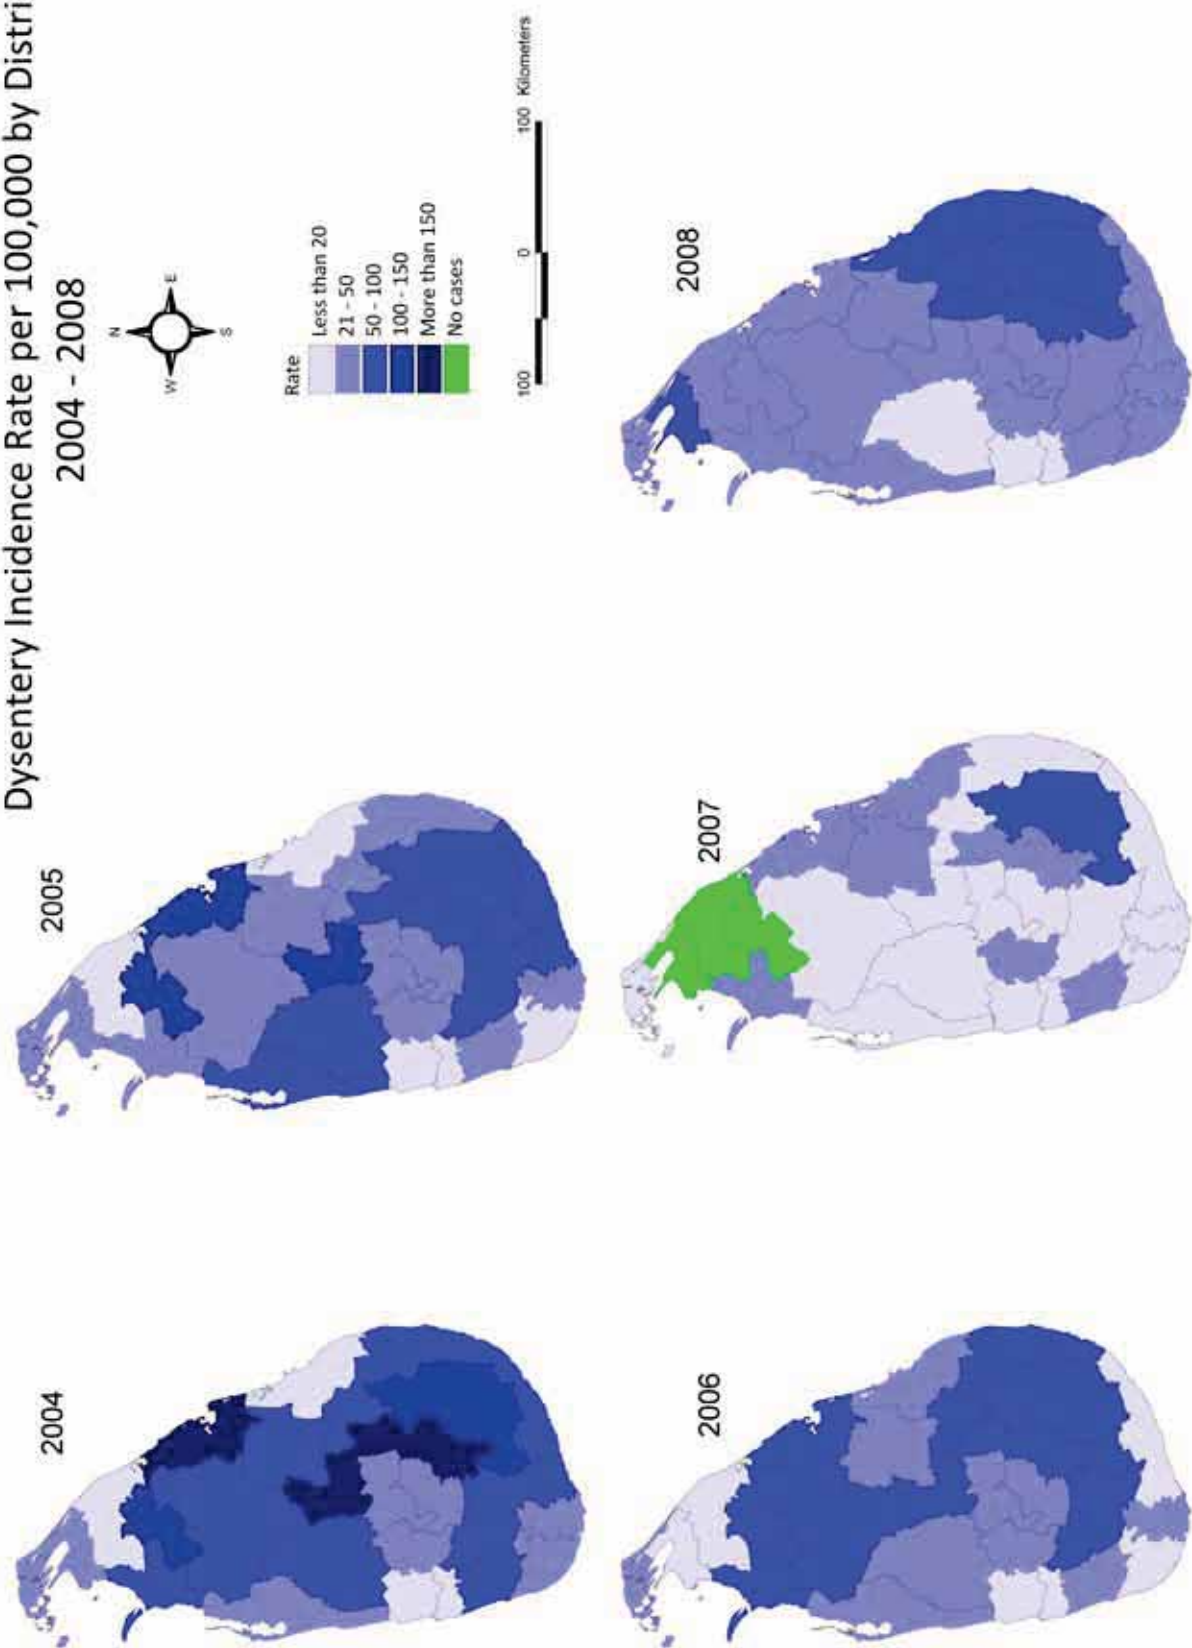 Dysentery Incidence Rate per 100,000 by Distri
2004 - 2008
N
W
E
S
Rate
Less than 20
21 - 50
50 - 100
100 - 150
More than 150
No cases
100 0 100 Kilometers
2004
2005
2006
2007
2008